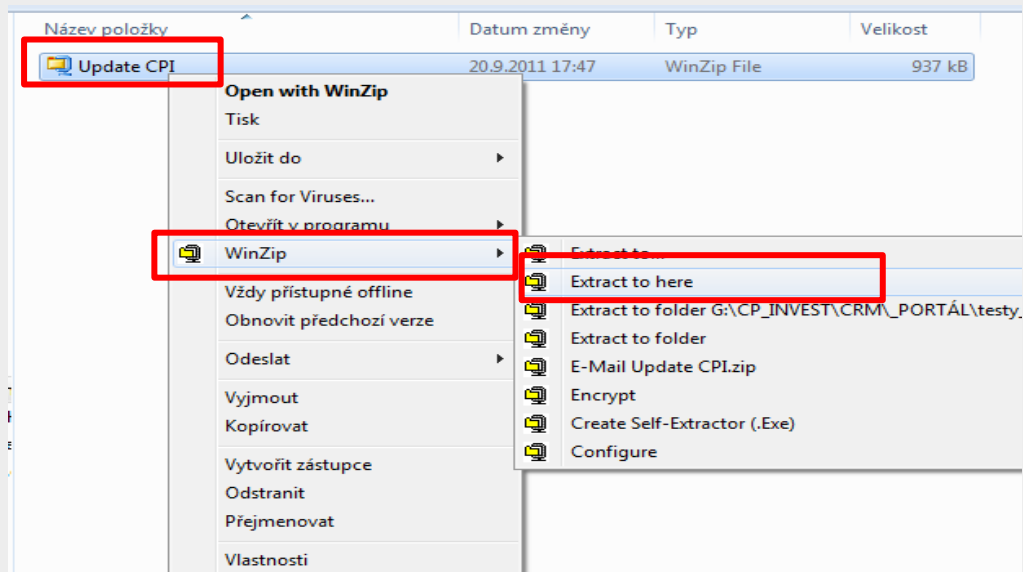 Název položky Datum změny Typ Velikost
Update CPI 20.9.2011 17:47 WinZip File 937 kB
Open with WinZip
Tisk
Uložit do
Scan for Viruses...
Otevřít v programu
WinZip
Vždy přístupné offline
Obnovit předchozí verze
Odeslat
Vyjmout
Kopírovat
Vytvořit zástupce
Odstranit
Přejmenovat
Vlastnosti
Extract to...
Extract to here
Extract to folder G:\CP_INVEST\CRM\_PORTÁL\testy_
Extract to folder
E-Mail Update CPI.zip
Encrypt
Create Self-Extractor (.Exe)
Configure